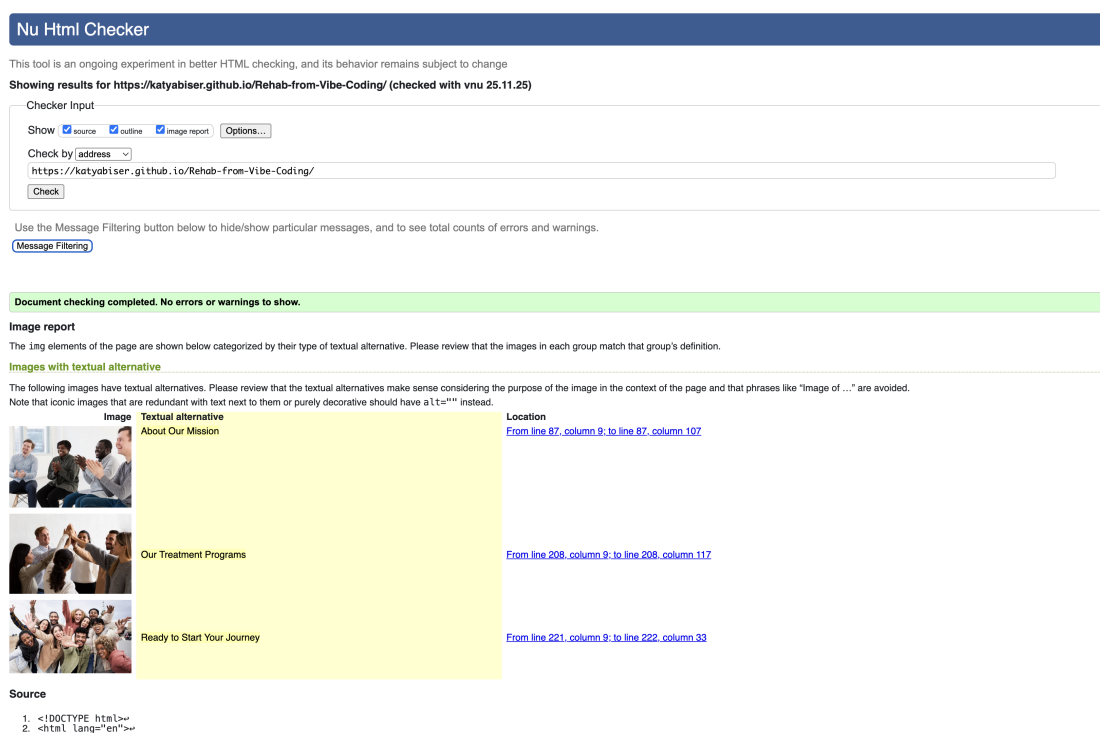 Nu Html Checker
This tool is an ongoing experiment in better HTML checking, and its behavior remains subject to change
Showing results for https://katyabiser.github.io/Rehab-from-Vibe-Coding/ (checked with vnu 25.11.25)
Checker Input
Show source outline image report Options...
Check by address
https://katyabiser.github.io/Rehab-from-Vibe-Coding/
Check
Use the Message Filtering button below to hide/show particular messages, and to see total counts of errors and warnings.
Message Filtering
Document checking completed. No errors or warnings to show.
Image report
The img elements of the page are shown below categorized by their type of textual alternative. Please review that the images in each group match that group's definition.
Images with textual alternative
The following images have textual alternatives. Please review that the textual alternatives make sense considering the purpose of the image in the context of the page and that phrases like “Image of …” are avoided.
Note that iconic images that are redundant with text next to them or purely decorative should have alt="" instead.
Image Textual alternative Location
About Our Mission From line 87, column 9; to line 87, column 107
Our Treatment Programs From line 208, column 9; to line 208, column 117
Ready to Start Your Journey From line 221, column 9; to line 222, column 33
Source
1. <!DOCTYPE html>↩
2. <html lang="en">↩